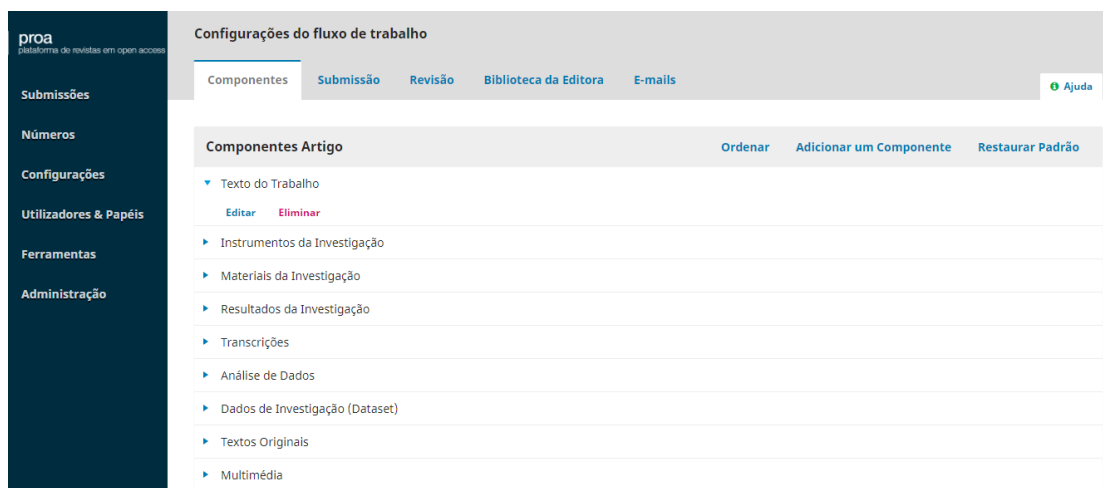 proa
plataforma de revistas em open access
Submissões
Números
Configurações
Utilizadores & Papéis
Ferramentas
Administração
Configurações do fluxo de trabalho
Componentes Submissão Revisão Biblioteca da Editora E-mails
Ajuda
Componentes Artigo Ordenar Adicionar um Componente Restaurar Padrão
Texto do Trabalho
Editar Eliminar
Instrumentos da Investigação
Materiais da Investigação
Resultados da Investigação
Transcrições
Análise de Dados
Dados de Investigação (Dataset)
Textos Originais
Multimédia